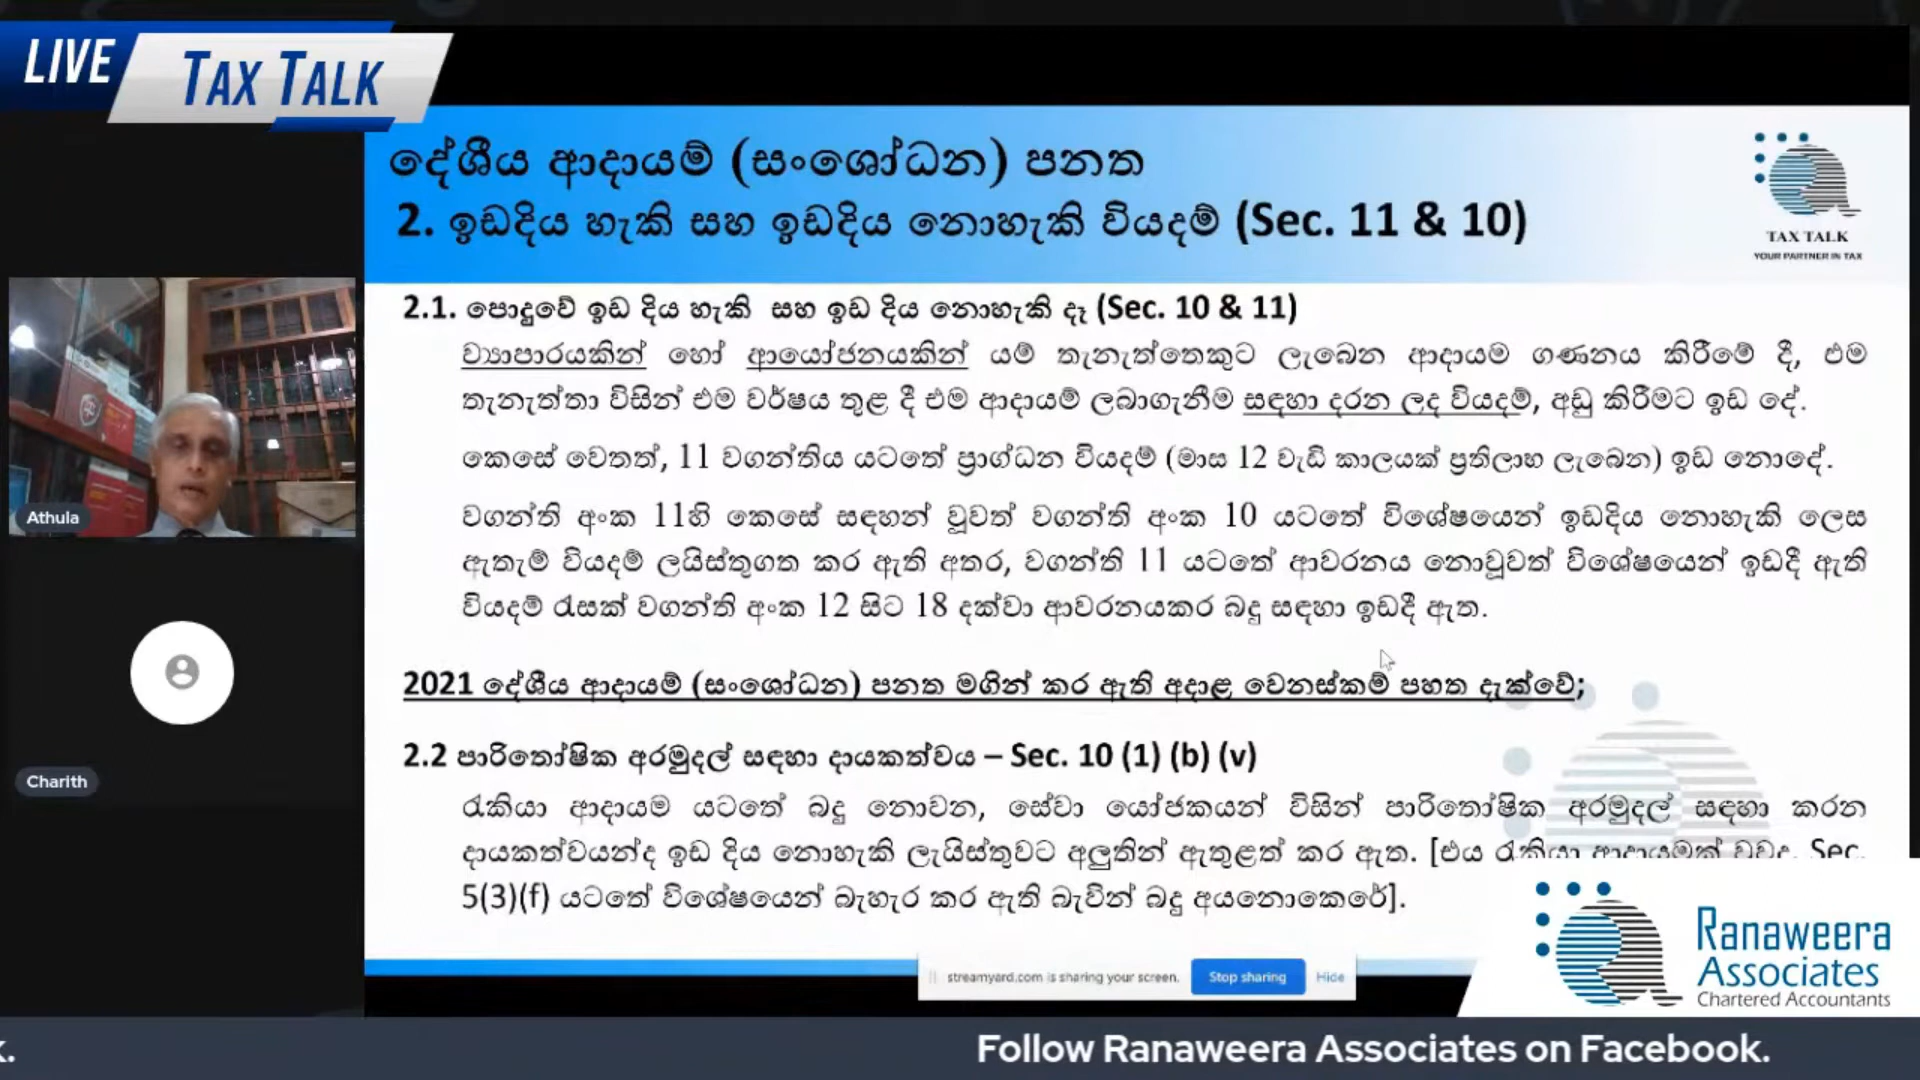 LIVE
TAX TALK
දේශීය ආදායම් (සංශෝධන) පනත
2. ඉඩදිය හැකි සහ ඉඩදිය නොහැකි වියදම් (Sec. 11 & 10)
TAX TALK
YOUR PARTNER IN TAX
2.1. පොදුවේ ඉඩ දිය හැකි සහ ඉඩ දිය නොහැකි දෑ (Sec. 10 & 11)
ව්‍යාපාරයකින් හෝ ආයෝජනයකින් යම් තැනැත්තෙකුට ලැබෙන ආදායම ගණනය කිරීමේ දී, එම
තැනැත්තා විසින් එම වර්ෂය තුළ දී එම ආදායම් ලබාගැනීම සඳහා දරන ලද වියදම්, අඩු කිරීමට ඉඩ දේ.
කෙසේ වෙතත්, 11 වගන්තිය යටතේ ප්‍රාග්ධන වියදම් (මාස 12 වැඩි කාලයක් ප්‍රතිලාභ ලැබෙන) ඉඩ නොදේ.
වගන්ති අංක 11හි කෙසේ සඳහන් වූවත් වගන්ති අංක 10 යටතේ විශේෂයෙන් ඉඩදිය නොහැකි ලෙස
ඇතැම් වියදම් ලයිස්තුගත කර ඇති අතර, වගන්ති 11 යටතේ ආවරනය නොවූවත් විශේෂයෙන් ඉඩදී ඇති
වියදම් රැසක් වගන්ති අංක 12 සිට 18 දක්වා ආවරනයකර බදු සඳහා ඉඩදී ඇත.
2021 දේශීය ආදායම් (සංශෝධන) පනත මගින් කර ඇති අදාළ වෙනස්කම් පහත දැක්වේ;
2.2 පාරිතෝෂික අරමුදල් සඳහා දායකත්වය – Sec. 10 (1) (b) (v)
රැකියා ආදායම යටතේ බදු නොවන, සේවා යෝජකයන් විසින් පාරිතෝෂික අරමුදල් සඳහා කරන
දායකත්වයන්ද ඉඩ දිය නොහැකි ලැයිස්තුවට අලුතින් ඇතුළත් කර ඇත. [එය රැකියා ආදායමක් වුවද, Sec.
5(3)(f) යටතේ විශේෂයෙන් බැහැර කර ඇති බැවින් බදු අයනොකෙරේ].
Athula
Charith
streamyard.com is sharing your screen. Stop sharing Hide
Ranaweera
Associates
Chartered Accountants
k. Follow Ranaweera Associates on Facebook.